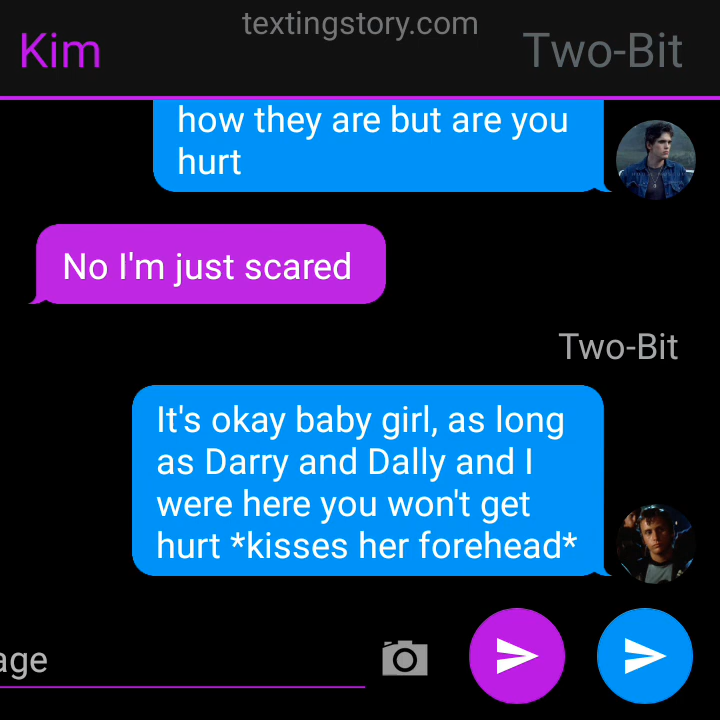 textingstory.com
Kim
Two-Bit
how they are but are you
hurt
No I'm just scared
Two-Bit
It's okay baby girl, as long
as Darry and Dally and I
were here you won't get
hurt *kisses her forehead*
age